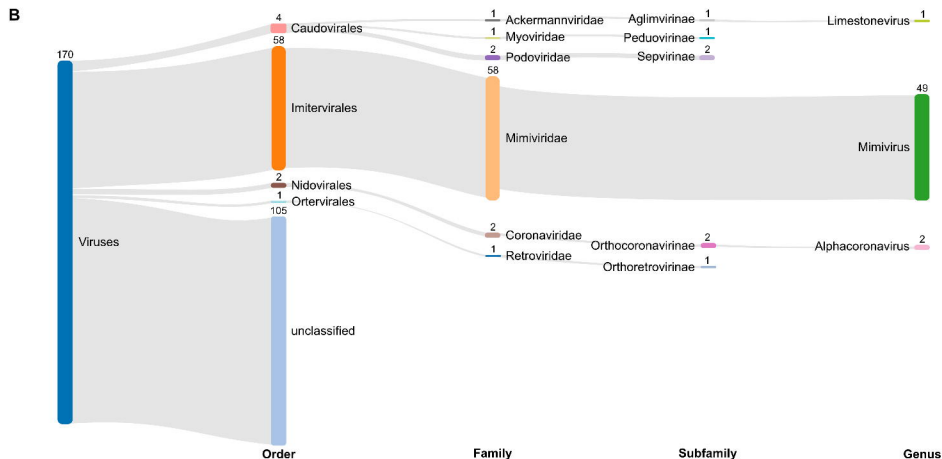 B
170
Viruses
4
Caudovirales
58
Imitervirales
2
Nidovirales
1
Ortervirales
105
unclassified
Order
1
Ackermannviridae
1
Myoviridae
2
Podoviridae
58
Mimiviridae
2
Coronaviridae
1
Retroviridae
Family
1
Aglimvirinae
1
Peduovirinae
2
Sepvirinae
2
Orthocoronavirinae
1
Orthoretrovirinae
Subfamily
1
Limestonevirus
49
Mimivirus
2
Alphacoronavirus
Genus